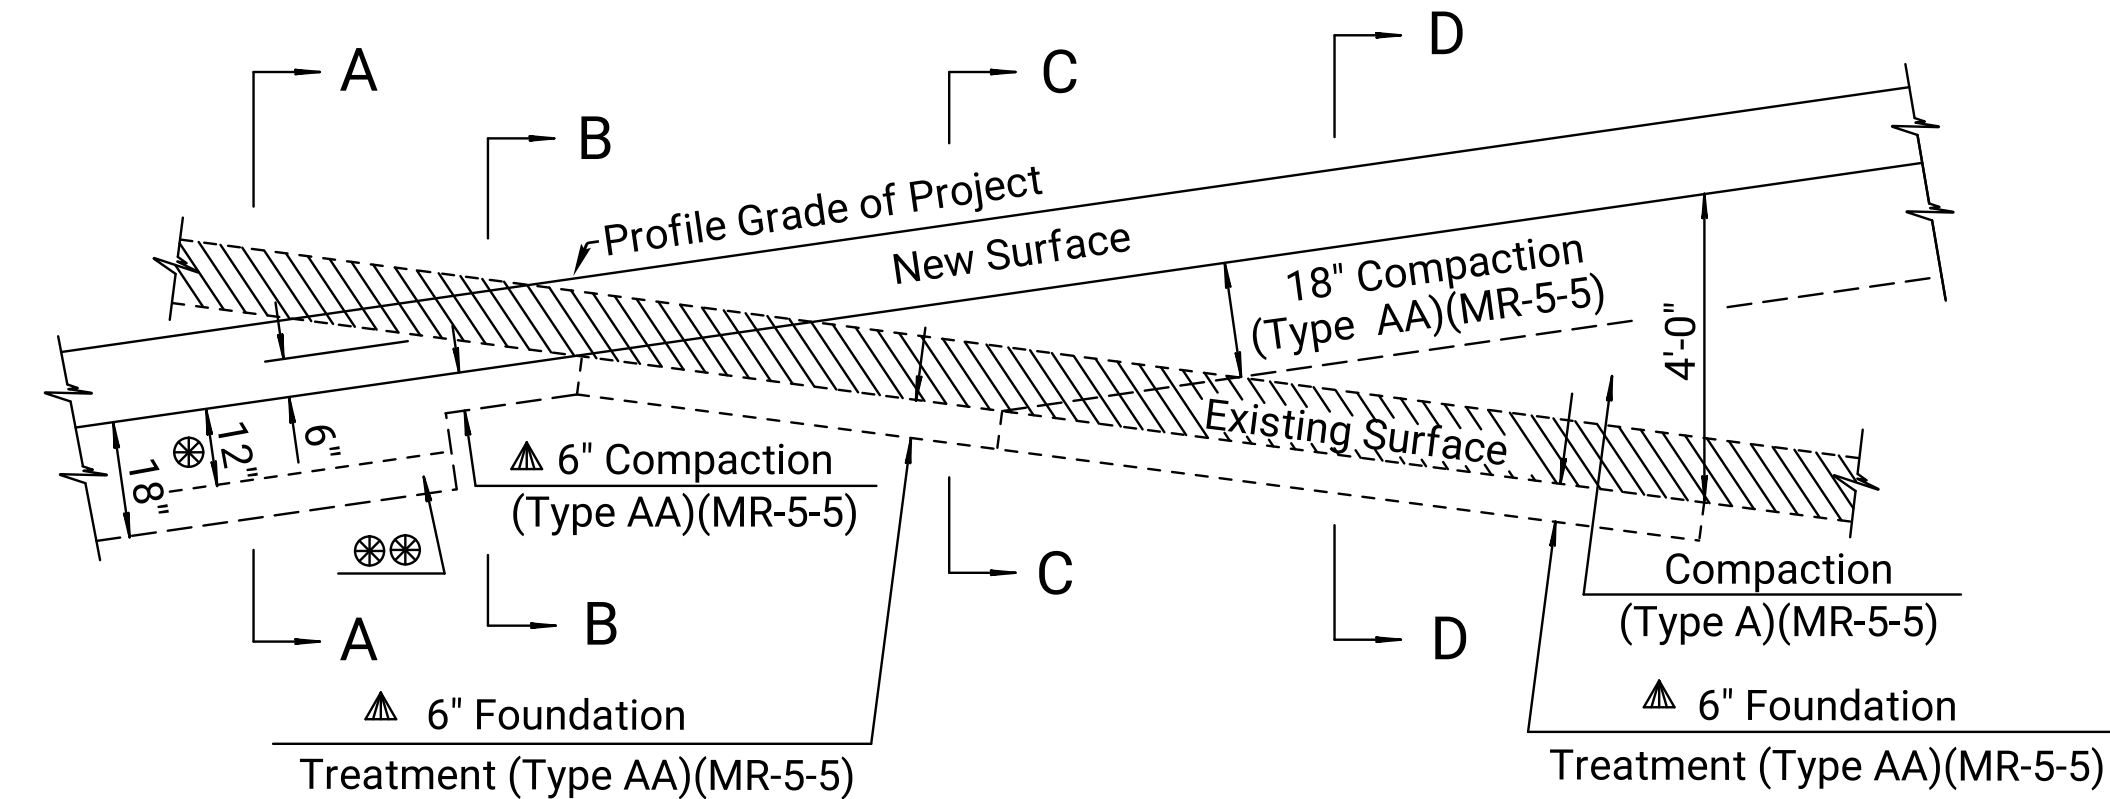 D
A
C
B
Profile Grade of Project
New Surface
18" Compaction
(Type AA)(MR-5-5)
4'-0"
Existing Surface
6"
12"
18"
6" Compaction
(Type AA)(MR-5-5)
C
Compaction
(Type A)(MR-5-5)
B
A
D
6" Foundation
Treatment (Type AA)(MR-5-5)
6" Foundation
Treatment (Type AA)(MR-5-5)